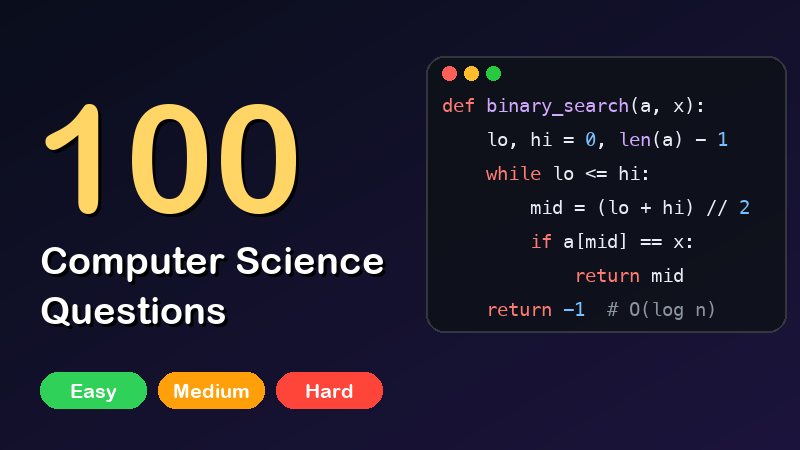 100
Computer Science
Questions
Easy Medium Hard
def binary_search(a, x):
    lo, hi = 0, len(a) − 1
    while lo <= hi:
        mid = (lo + hi) // 2
        if a[mid] == x:
            return mid
    return −1  # O(log n)